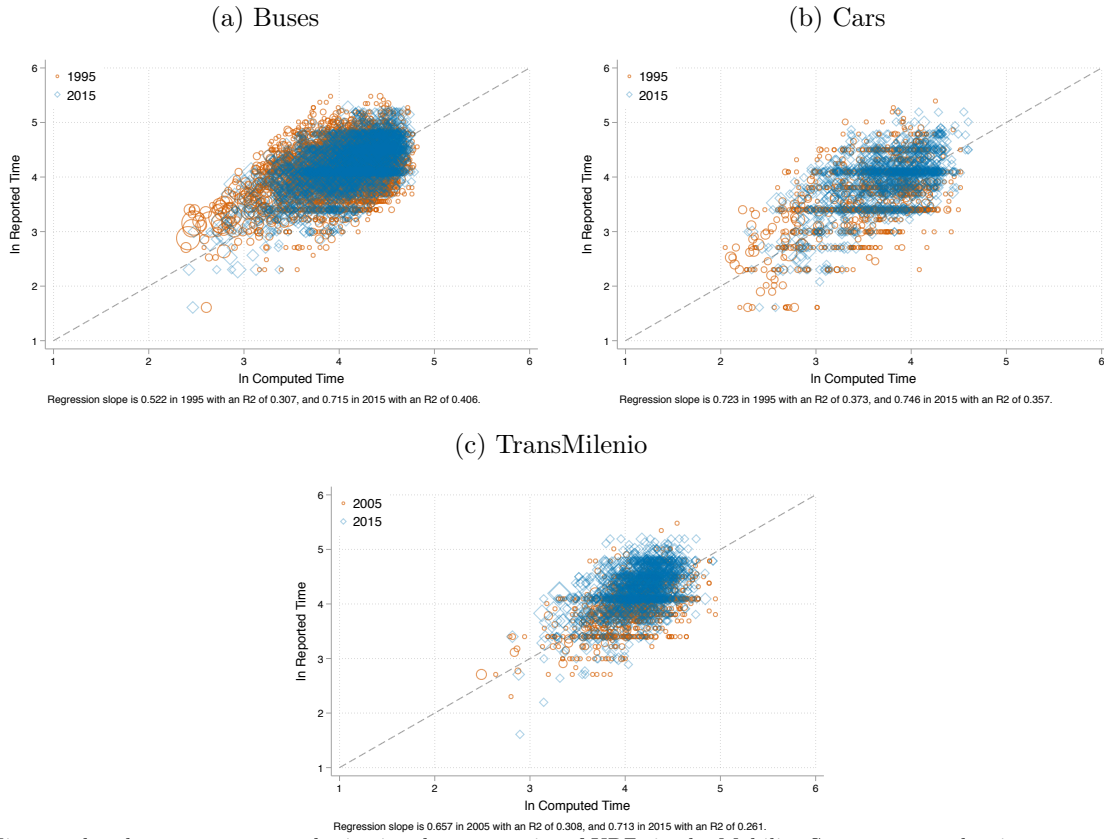 (a) Buses
(b) Cars
6
5
4
3
2
1
ln Reported Time
1995
2015
1 2 3 4 5 6
ln Computed Time
Regression slope is 0.522 in 1995 with an R2 of 0.307, and 0.715 in 2015 with an R2 of 0.406.
6
5
4
3
2
1
ln Reported Time
1995
2015
1 2 3 4 5 6
ln Computed Time
Regression slope is 0.723 in 1995 with an R2 of 0.373, and 0.746 in 2015 with an R2 of 0.357.
(c) TransMilenio
6
5
4
3
2
1
ln Reported Time
2005
2015
1 2 3 4 5 6
ln Computed Time
Regression slope is 0.657 in 2005 with an R2 of 0.308, and 0.713 in 2015 with an R2 of 0.261.